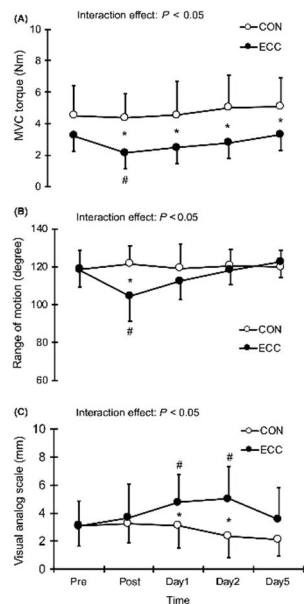 (A)
Interaction effect: P < 0.05
CON
ECC
MVC torque (Nm)
8
6
4
2
0
*
*
*
*
#
(B)
Interaction effect: P < 0.05
Range of motion (degree)
140
120
100
80
60
*
#
CON
ECC
(C)
Interaction effect: P < 0.05
CON
ECC
Visual analog scale (mm)
10
8
6
4
2
0
#
#
*
*
Pre Post Day1 Day2 Day5
Time